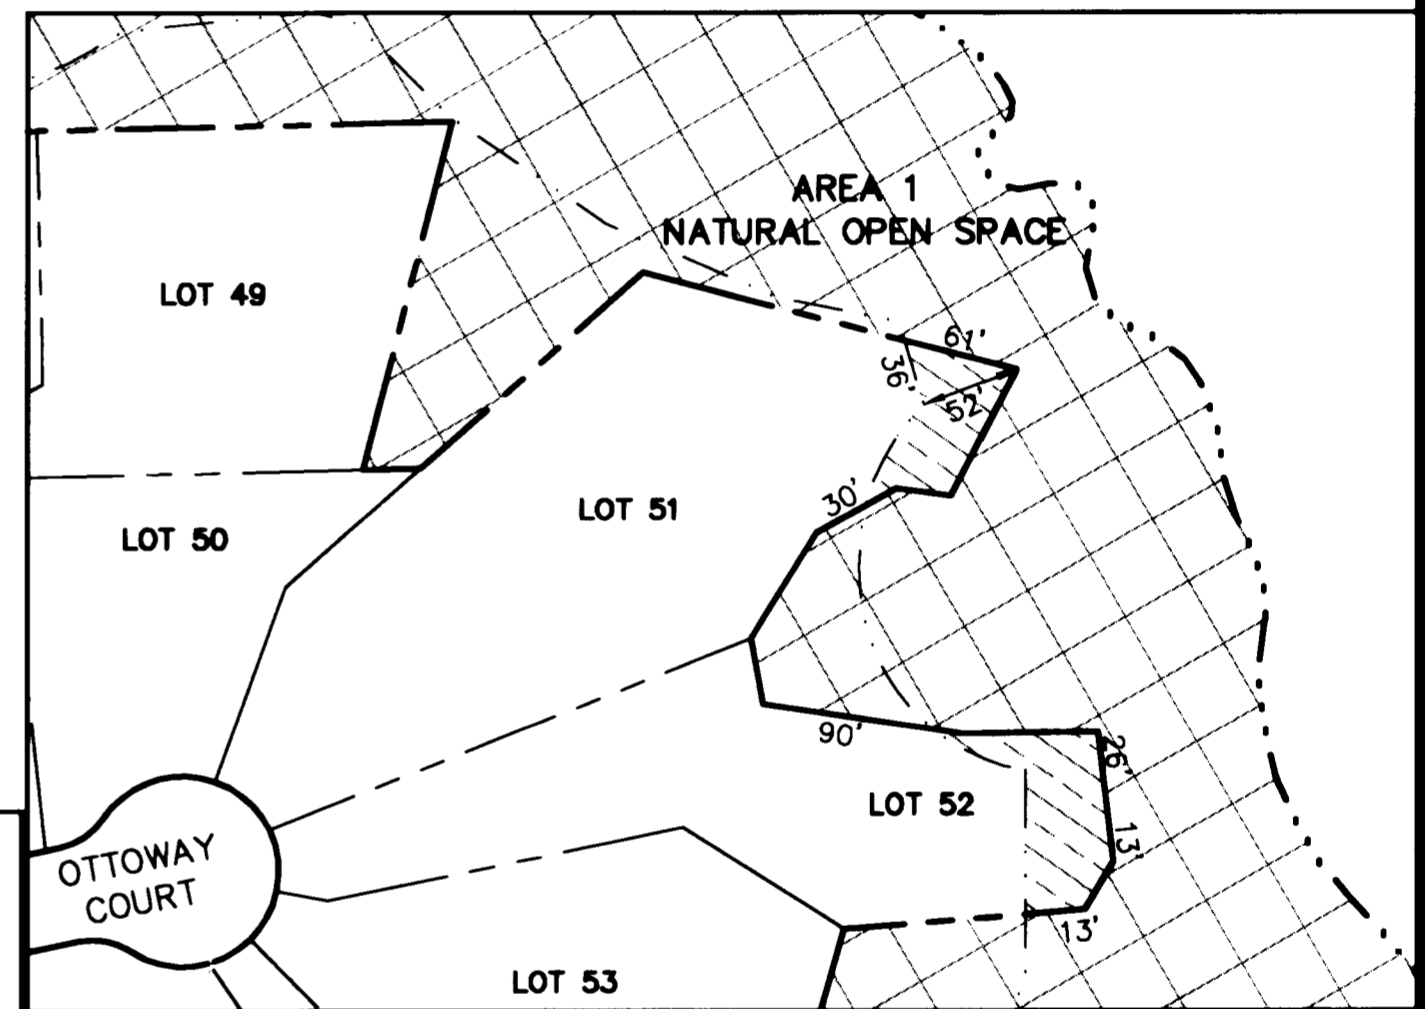 AREA 1
NATURAL OPEN SPACE
LOT 49
61'
36'
52'
30'
LOT 51
LOT 50
90'
26'
LOT 52
13'
OTTOWAY
COURT
13'
LOT 53